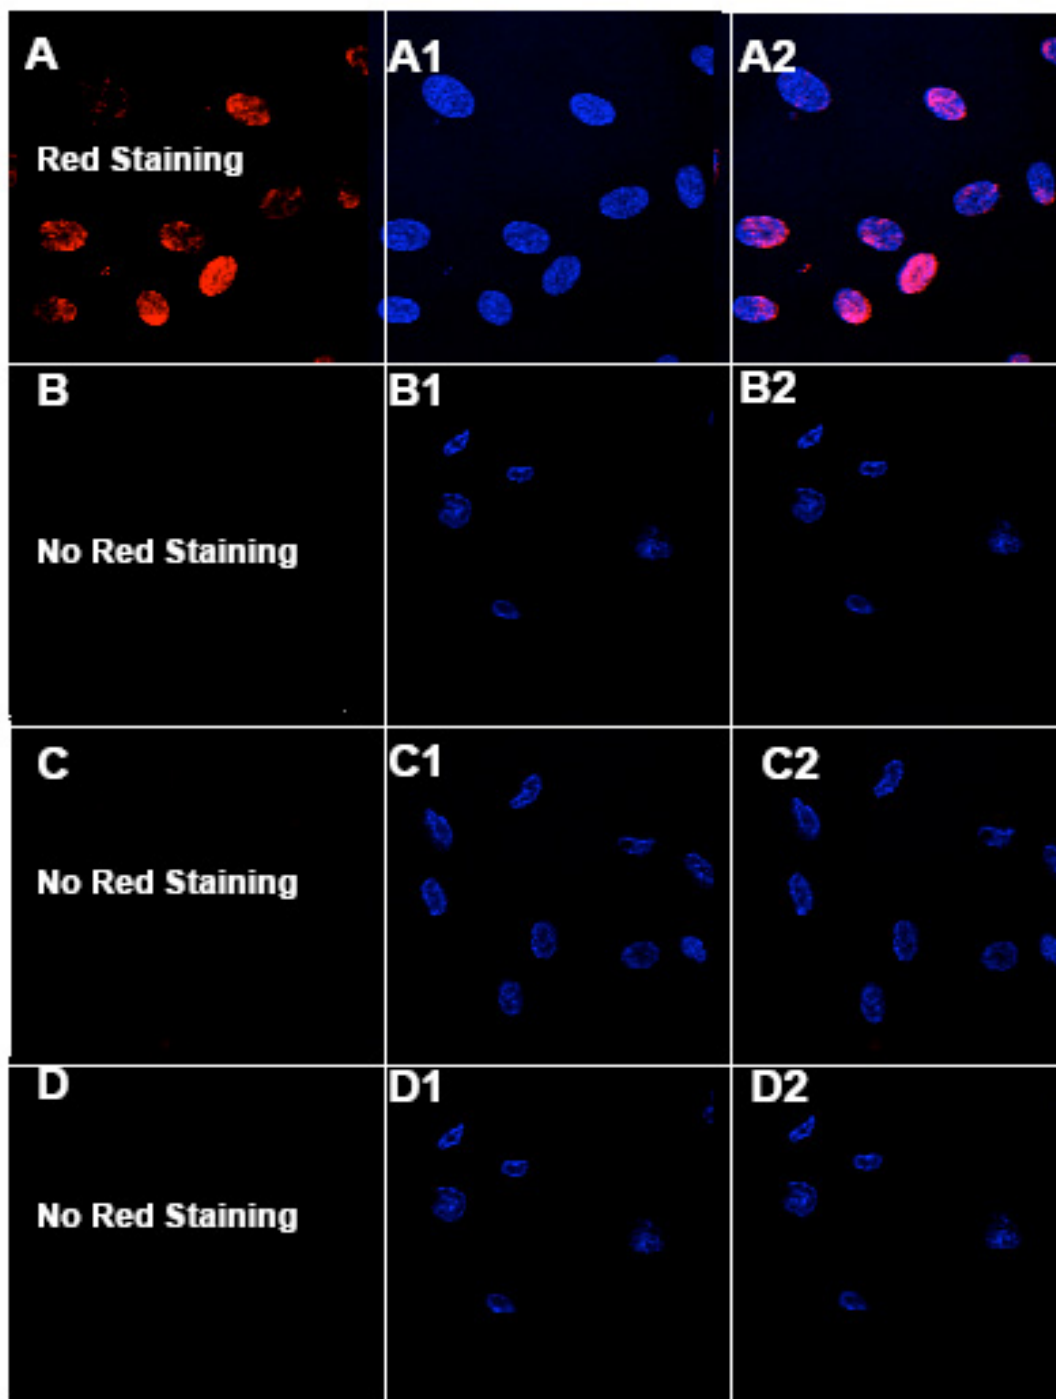 A
A1
A2
Red Staining
B
B1
B2
No Red Staining
C
C1
C2
No Red Staining
D
D1
D2
No Red Staining